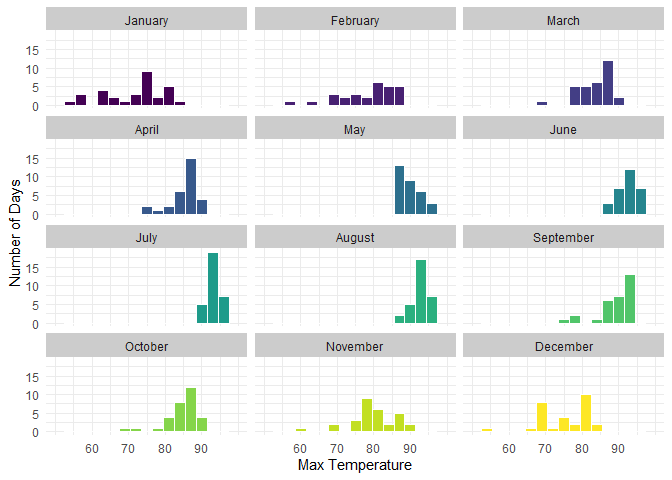 January February March
15
10
5
0
April May June
15
10
5
0
Number of Days
July August September
15
10
5
0
October November December
15
10
5
0
60 70 80 90 60 70 80 90 60 70 80 90
Max Temperature